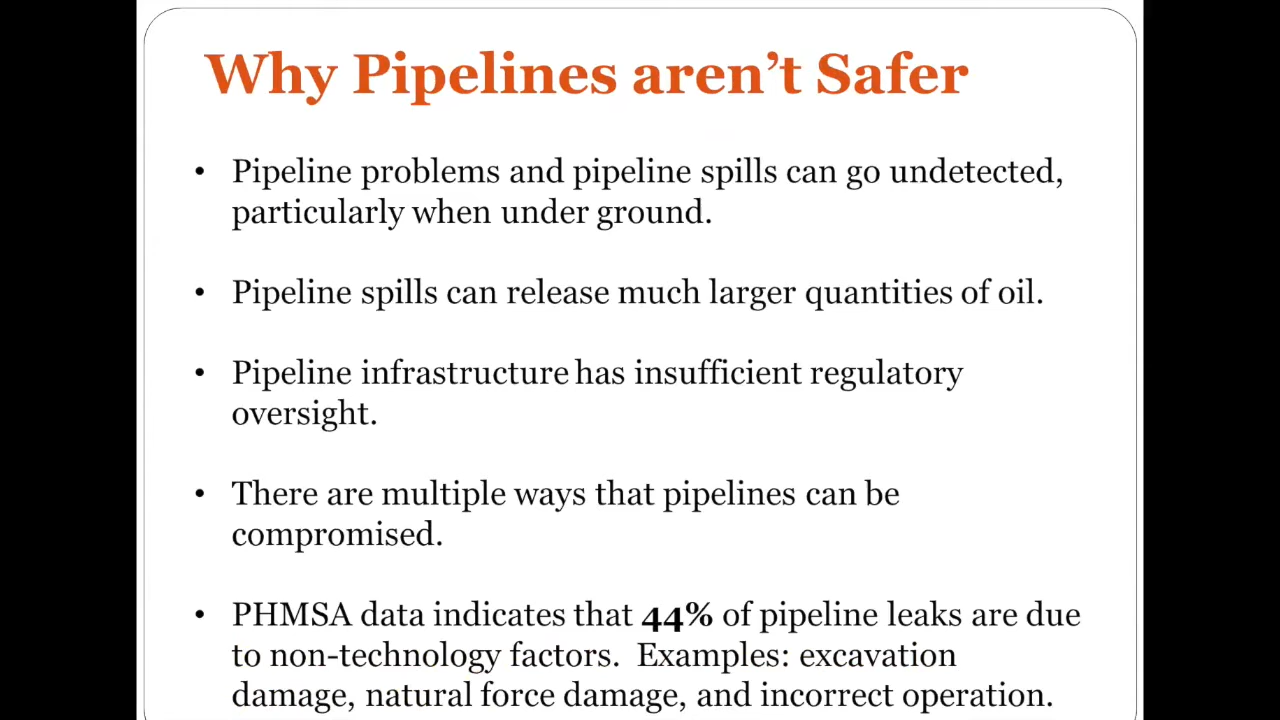 Why Pipelines aren’t Safer
• Pipeline problems and pipeline spills can go undetected,
particularly when under ground.
• Pipeline spills can release much larger quantities of oil.
• Pipeline infrastructure has insufficient regulatory
oversight.
• There are multiple ways that pipelines can be
compromised.
• PHMSA data indicates that 44% of pipeline leaks are due
to non-technology factors.  Examples: excavation
damage, natural force damage, and incorrect operation.